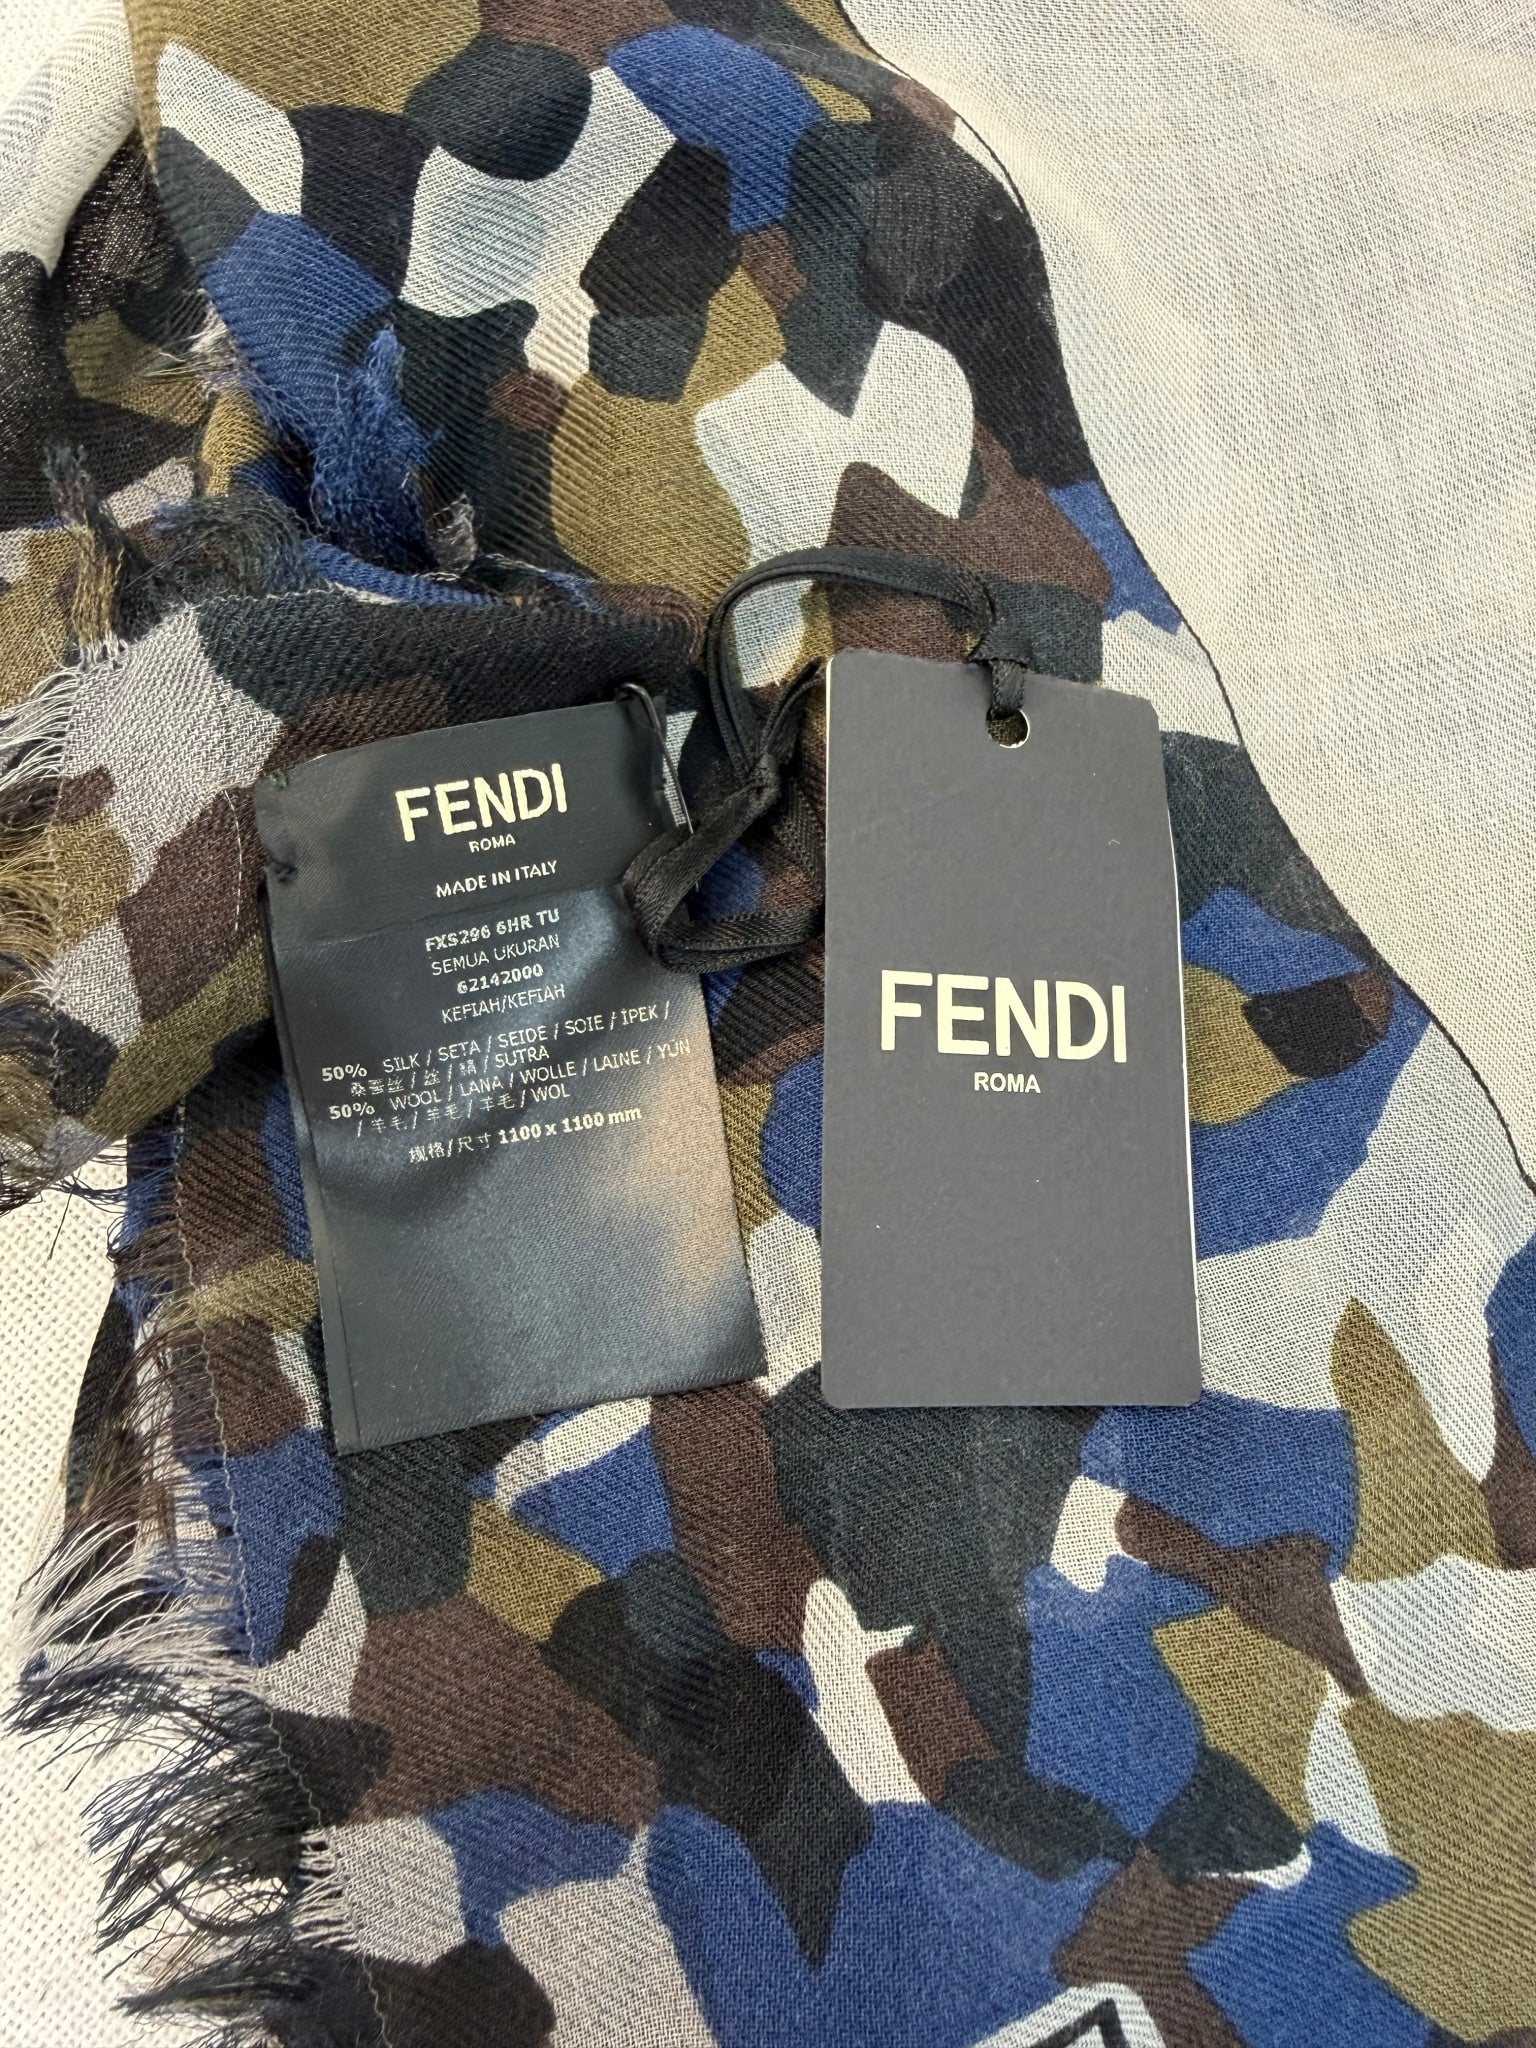 FENDI
ROMA
MADE IN ITALY
FXS296 6HR TU
SEMUA UKURAN
62142000
KEFIAH/KEFIAH
50% SILK / SETA / SEIDE / SOIE / İPEK /
桑蚕丝 / 丝 / 絹 / SUTRA
50% WOOL / LANA / WOLLE / LAINE / YÜN
/ 羊毛 / 羊毛 / 羊毛 / WOL
规格/尺寸 1100 x 1100 mm
FENDI
ROMA